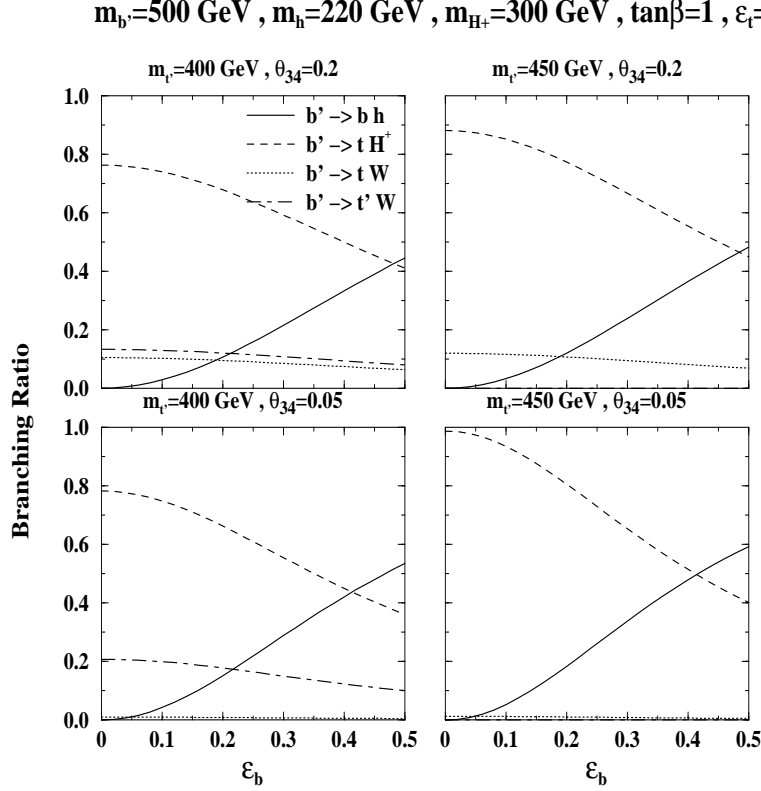 m_b'=500 GeV , m_h=220 GeV , m_H+=300 GeV , tanβ=1 , ε_t=
m_t'=400 GeV , θ_34=0.2
m_t'=450 GeV , θ_34=0.2
1.0
0.8
0.6
0.4
0.2
0.0
b' −> b h
b' −> t H^+
b' −> t W
b' −> t' W
m_t'=400 GeV , θ_34=0.05
m_t'=450 GeV , θ_34=0.05
1.0
0.8
0.6
0.4
0.2
0.0
Branching Ratio
0 0.1 0.2 0.3 0.4 0.5
0 0.1 0.2 0.3 0.4 0.5
ε_b
ε_b